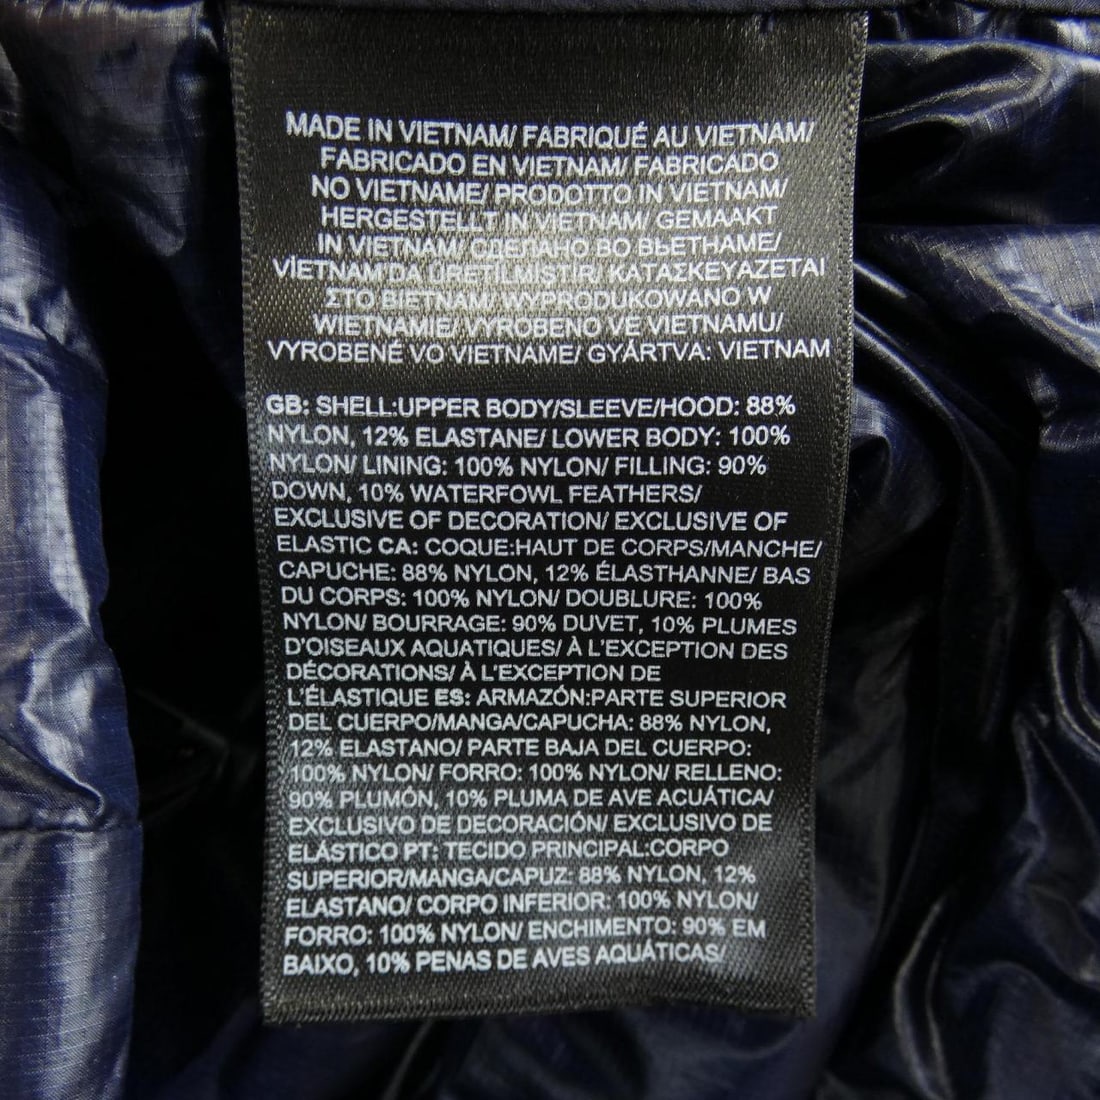 MADE IN VIETNAM/ FABRIQUÉ AU VIETNAM/
FABRICADO EN VIETNAM/ FABRICADO
NO VIETNAME/ PRODOTTO IN VIETNAM/
HERGESTELLT IN VIETNAM/ GEMAAKT
IN VIETNAM/ СДЕЛАНО ВО ВЬЕТНАМЕ/
VİETNAM'DA ÜRETİLMİŞTİR/ ΚΑΤΑΣΚΕΥΑΖΕΤΑΙ
ΣΤΟ ΒΙΕΤΝΑΜ/ WYPRODUKOWANO W
WIETNAMIE/ VYROBENO VE VIETNAMU/
VYROBENÉ VO VIETNAME/ GYÁRTVA: VIETNAM
GB: SHELL:UPPER BODY/SLEEVE/HOOD: 88%
NYLON, 12% ELASTANE/ LOWER BODY: 100%
NYLON/ LINING: 100% NYLON/ FILLING: 90%
DOWN, 10% WATERFOWL FEATHERS/
EXCLUSIVE OF DECORATION/ EXCLUSIVE OF
ELASTIC CA: COQUE:HAUT DE CORPS/MANCHE/
CAPUCHE: 88% NYLON, 12% ÉLASTHANNE/ BAS
DU CORPS: 100% NYLON/ DOUBLURE: 100%
NYLON/ BOURRAGE: 90% DUVET, 10% PLUMES
D'OISEAUX AQUATIQUES/ À L'EXCEPTION DES
DÉCORATIONS/ À L'EXCEPTION DE
L'ÉLASTIQUE ES: ARMAZÓN:PARTE SUPERIOR
DEL CUERPO/MANGA/CAPUCHA: 88% NYLON,
12% ELASTANO/ PARTE BAJA DEL CUERPO:
100% NYLON/ FORRO: 100% NYLON/ RELLENO:
90% PLUMÓN, 10% PLUMA DE AVE ACUÁTICA/
EXCLUSIVO DE DECORACIÓN/ EXCLUSIVO DE
ELÁSTICO PT: TECIDO PRINCIPAL:CORPO
SUPERIOR/MANGA/CAPUZ: 88% NYLON, 12%
ELASTANO/ CORPO INFERIOR: 100% NYLON/
FORRO: 100% NYLON/ ENCHIMENTO: 90% EM
BAIXO, 10% PENAS DE AVES AQUÁTICAS/